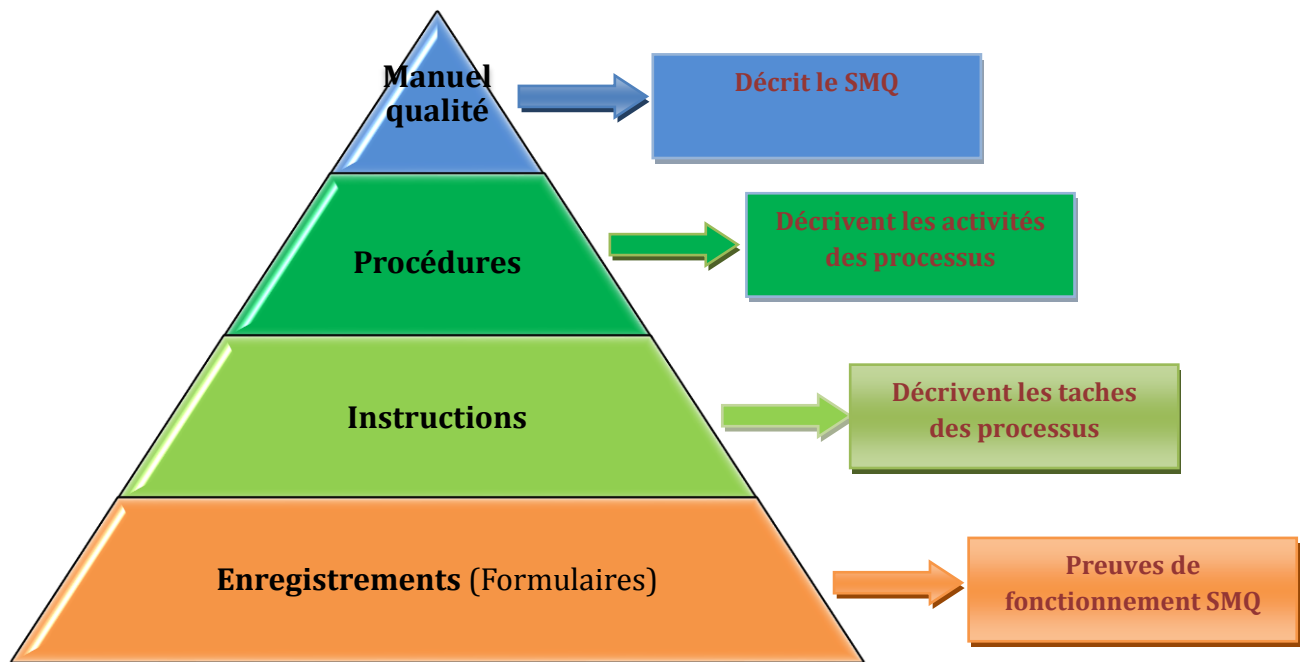 Manuel
qualité
Décrit le SMQ
Procédures
Décrivent les activités
des processus
Instructions
Décrivent les taches
des processus
Enregistrements (Formulaires)
Preuves de
fonctionnement SMQ